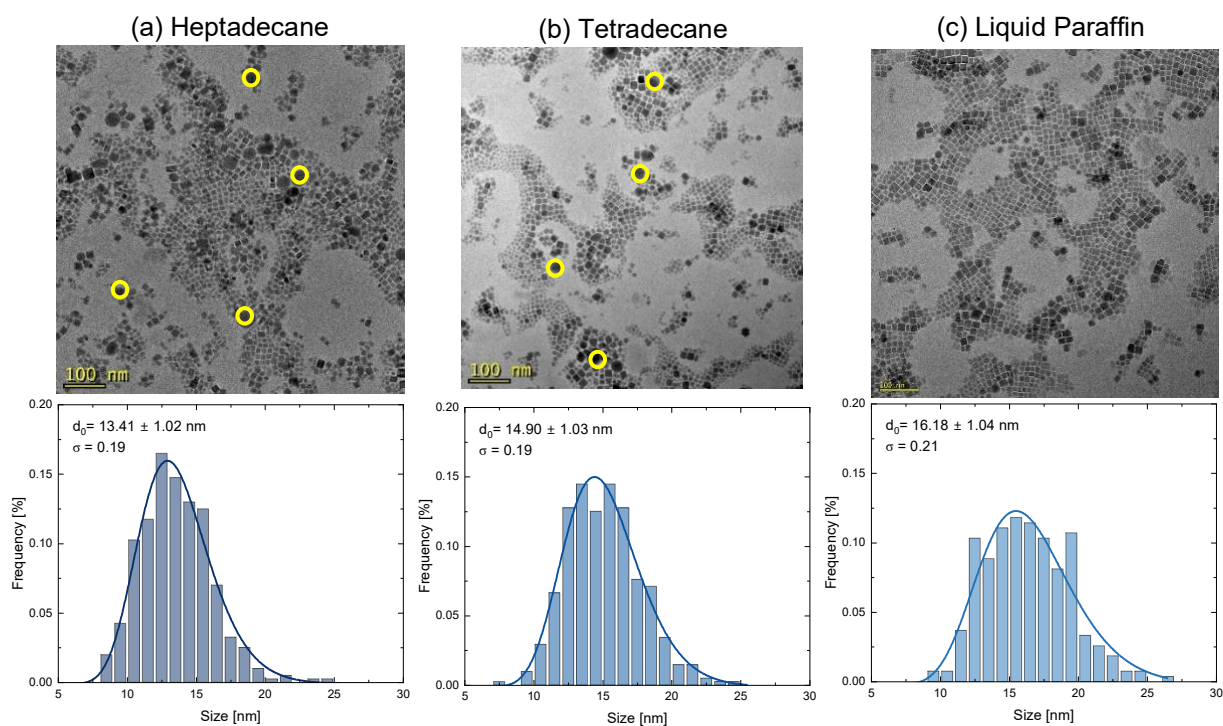 (a) Heptadecane
(b) Tetradecane
(c) Liquid Paraffin
100 nm
100 nm
100 nm
d₀= 13.41 ± 1.02 nm
σ = 0.19
Frequency [%]
0.20
0.15
0.10
0.05
0.00
5 10 15 20 25 30
Size [nm]
d₀= 14.90 ± 1.03 nm
σ = 0.19
Frequency [%]
0.20
0.15
0.10
0.05
0.00
5 10 15 20 25 30
Size [nm]
d₀= 16.18 ± 1.04 nm
σ = 0.21
Frequency [%]
0.20
0.15
0.10
0.05
0.00
5 10 15 20 25 30
Size [nm]